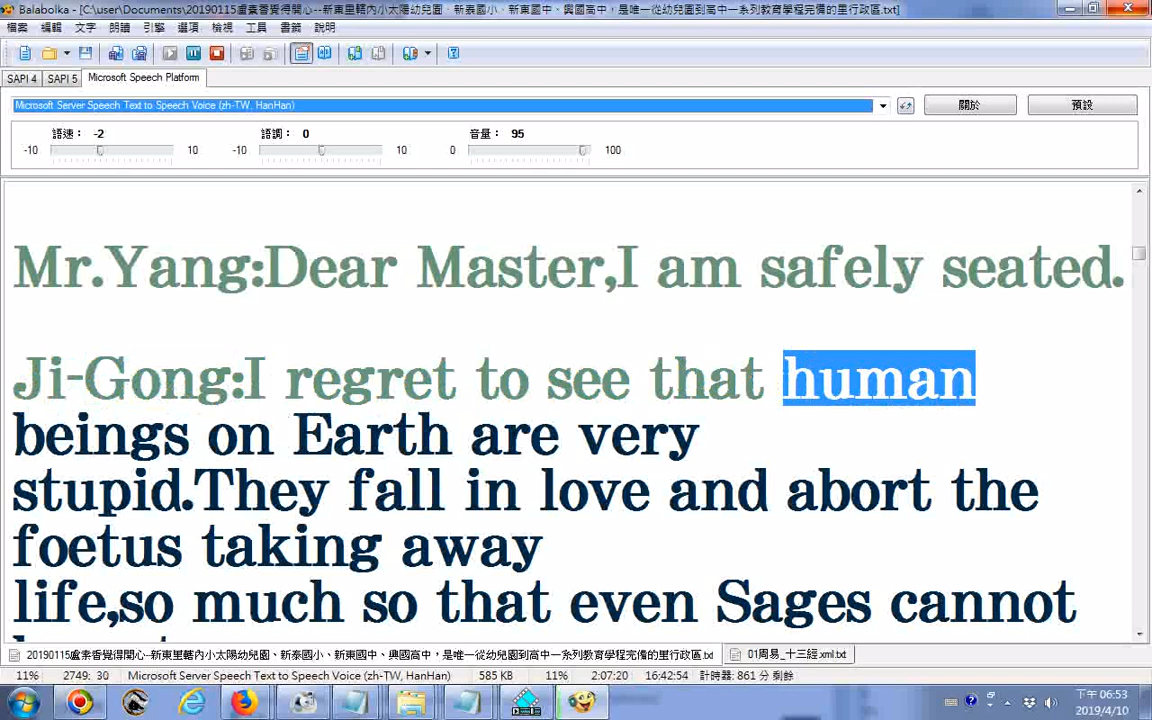 Balabolka - [C:\user\Documents\20190115盧素香覺得開心--新東里轄內小太陽幼兒園、新泰國小、新東國中、興國高中，是唯一從幼兒園到高中一系列教育學程完備的里行政區.txt]
檔案 編輯 文字 朗讀 引擎 選項 檢視 工具 書籤 說明
SAPI 4 SAPI 5 Microsoft Speech Platform
Microsoft Server Speech Text to Speech Voice (zh-TW, HanHan) 關於 預設
語速： -2 語調： 0 音量： 95
-10 10 -10 10 0 100
Mr.Yang:Dear Master,I am safely seated.
Ji-Gong:I regret to see that human
beings on Earth are very
stupid.They fall in love and abort the
foetus taking away
life,so much so that even Sages cannot
20190115盧素香覺得開心--新東里轄內小太陽幼兒園、新泰國小、新東國中、興國高中，是唯一從幼兒園到高中一系列教育學程完備的里行政區.txt 01周易_十三經.xml.txt
11% 2749: 30 Microsoft Server Speech Text to Speech Voice (zh-TW, HanHan) 585 KB 11% 2:07:20 16:42:54 計時器: 861 分 剩餘
下午 06:53
2019/4/10